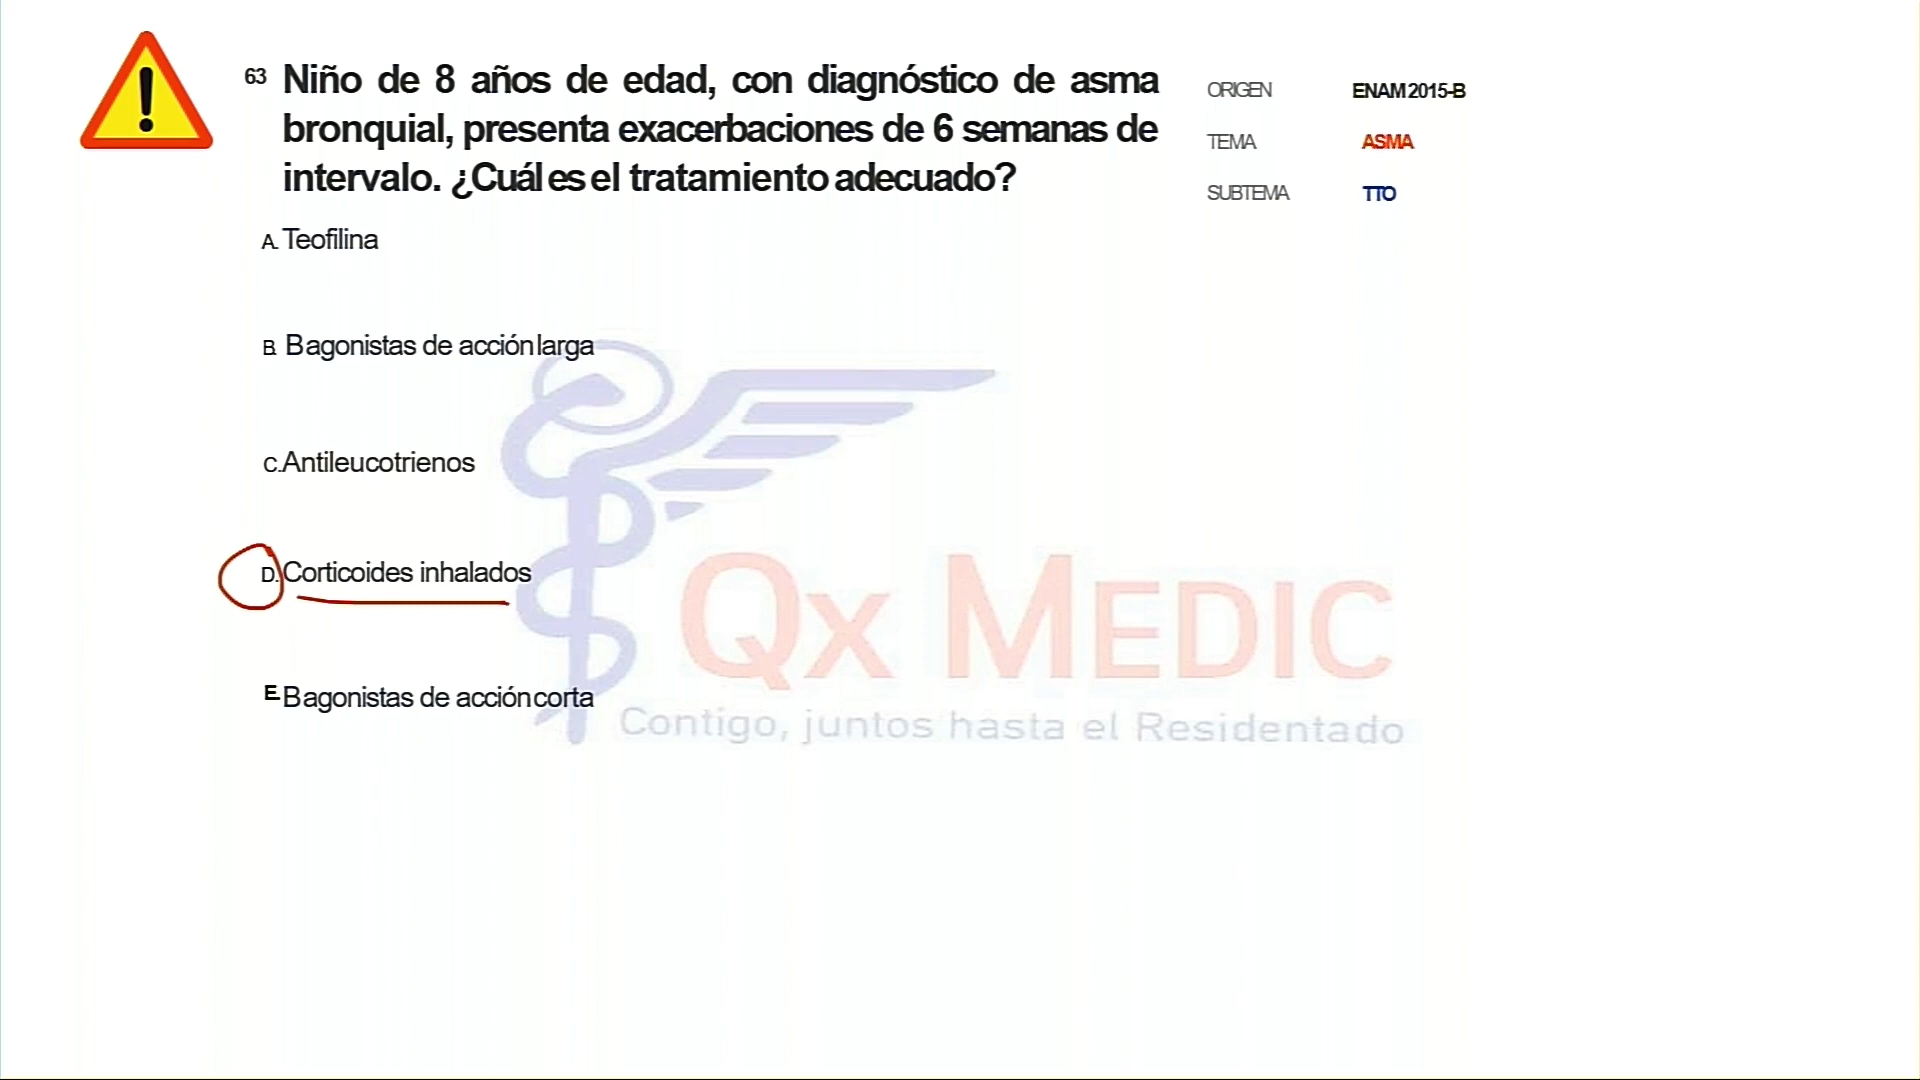 63 Niño de 8 años de edad, con diagnóstico de asma
bronquial, presenta exacerbaciones de 6 semanas de
intervalo. ¿Cuál es el tratamiento adecuado?
ORIGEN ENAM 2015-B
TEMA ASMA
SUBTEMA TTO
A. Teofilina
B. Bagonistas de acción larga
C. Antileucotrienos
D. Corticoides inhalados
E. Bagonistas de acción corta
Qx MEDIC
Contigo, juntos hasta el Residentado